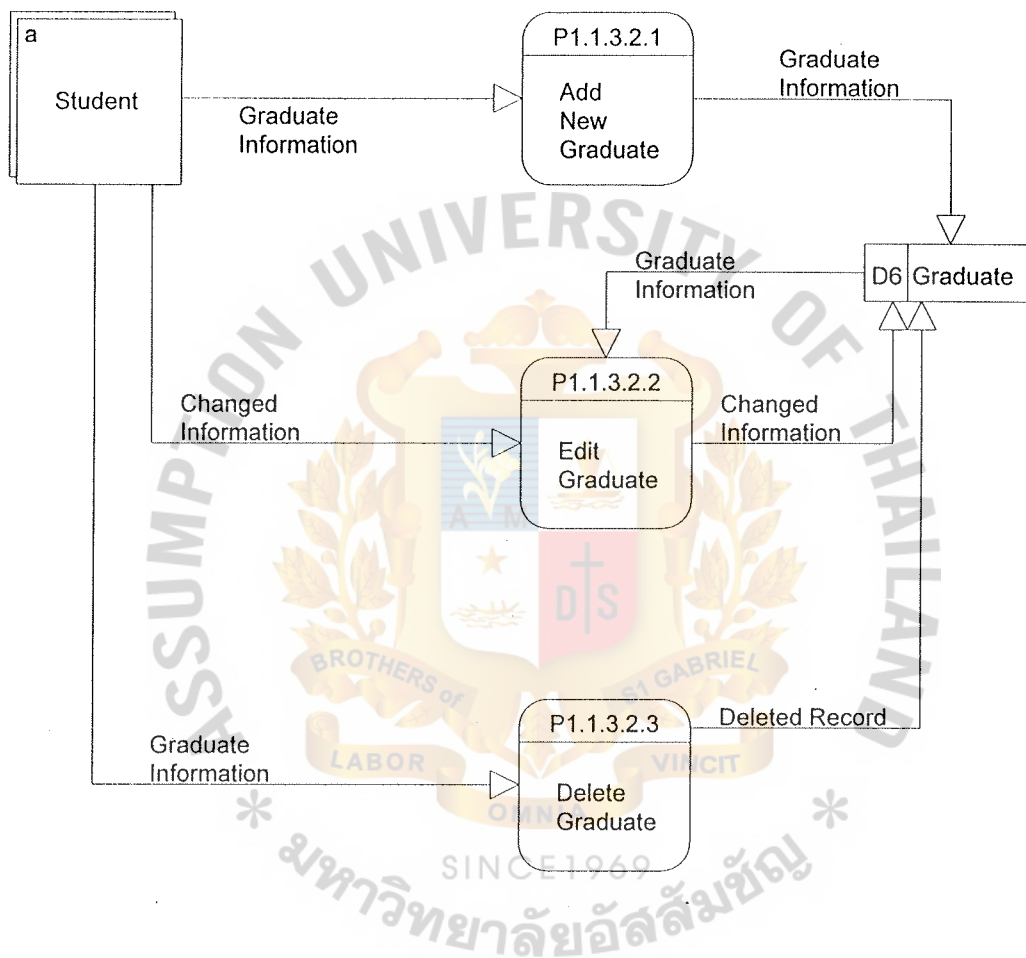 a
Student
Graduate
Information
P1.1.3.2.1
Add
New
Graduate
Graduate
Information
D6 Graduate
Graduate
Information
P1.1.3.2.2
Edit
Graduate
Changed
Information
Changed
Information
P1.1.3.2.3
Delete
Graduate
Graduate
Information
Deleted Record
ASSUMPTION UNIVERSITY OF THAILAND
A M
D S
BROTHERS of
S1 GABRIEL
LABOR
OMNIA
VINCIT
SINCE1969
* มหาวิทยาลัยอัสสัมชัญ *